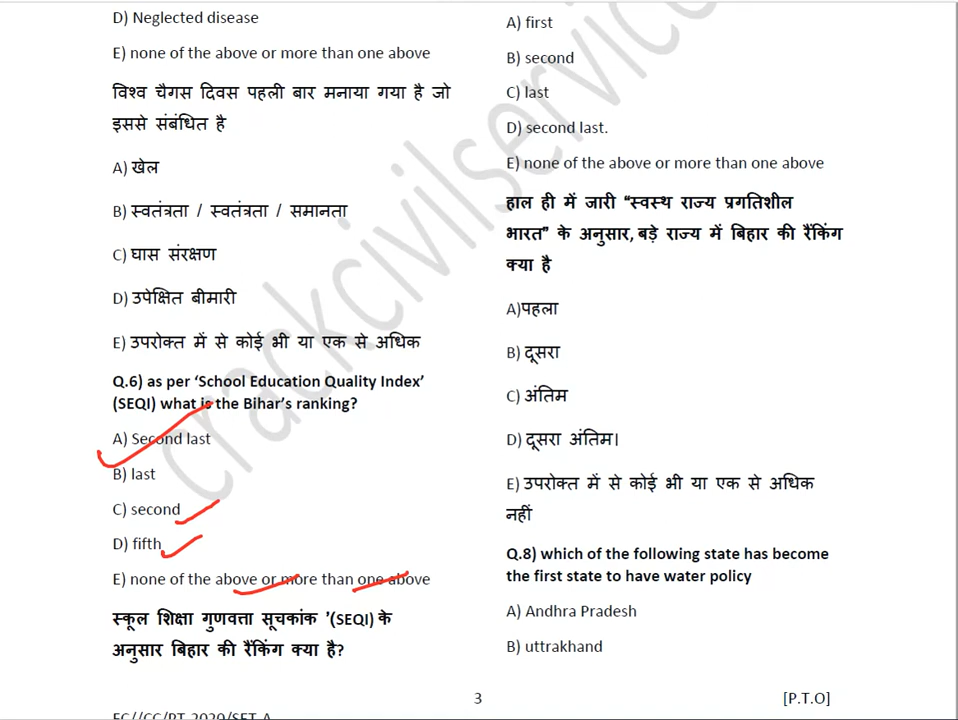 D) Neglected disease
E) none of the above or more than one above
विश्व चैगस दिवस पहली बार मनाया गया है जो
इससे संबंधित है
A) खेल
B) स्वतंत्रता / स्वतंत्रता / समानता
C) घास संरक्षण
D) उपेक्षित बीमारी
E) उपरोक्त में से कोई भी या एक से अधिक
Q.6) as per ‘School Education Quality Index’
(SEQI) what is the Bihar’s ranking?
A) Second last
B) last
C) second
D) fifth
E) none of the above or more than one above
स्कूल शिक्षा गुणवत्ता सूचकांक ’(SEQI) के
अनुसार बिहार की रैंकिंग क्या है?
A) first
B) second
C) last
D) second last.
E) none of the above or more than one above
हाल ही में जारी “स्वस्थ राज्य प्रगतिशील
भारत” के अनुसार, बड़े राज्य में बिहार की रैंकिंग
क्या है
A)पहला
B) दूसरा
C) अंतिम
D) दूसरा अंतिम।
E) उपरोक्त में से कोई भी या एक से अधिक
नहीं
Q.8) which of the following state has become
the first state to have water policy
A) Andhra Pradesh
B) uttrakhand
3
[P.T.O]
crackcivilservic